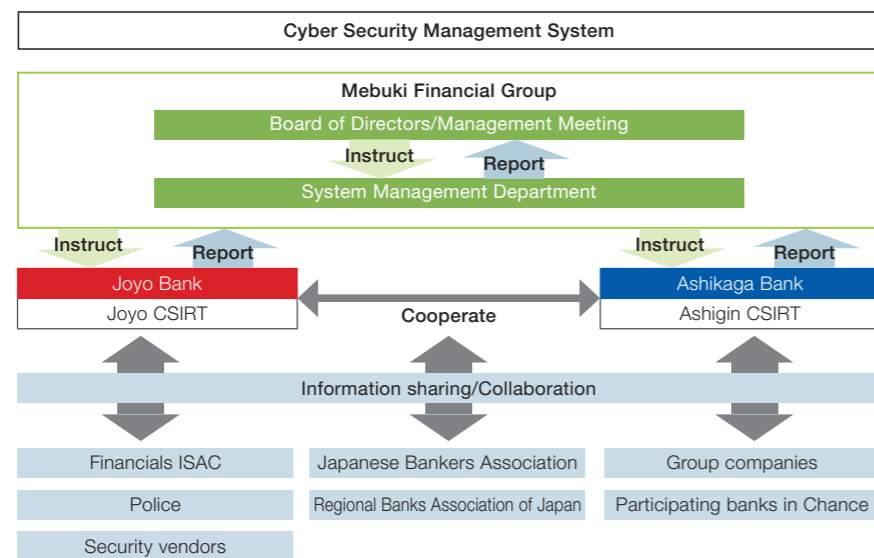 Cyber Security Management System
Mebuki Financial Group
Board of Directors/Management Meeting
Instruct
Report
System Management Department
Instruct
Report
Instruct
Report
Joyo Bank
Joyo CSIRT
Cooperate
Ashikaga Bank
Ashigin CSIRT
Information sharing/Collaboration
Financials ISAC
Japanese Bankers Association
Group companies
Police
Regional Banks Association of Japan
Participating banks in Chance
Security vendors